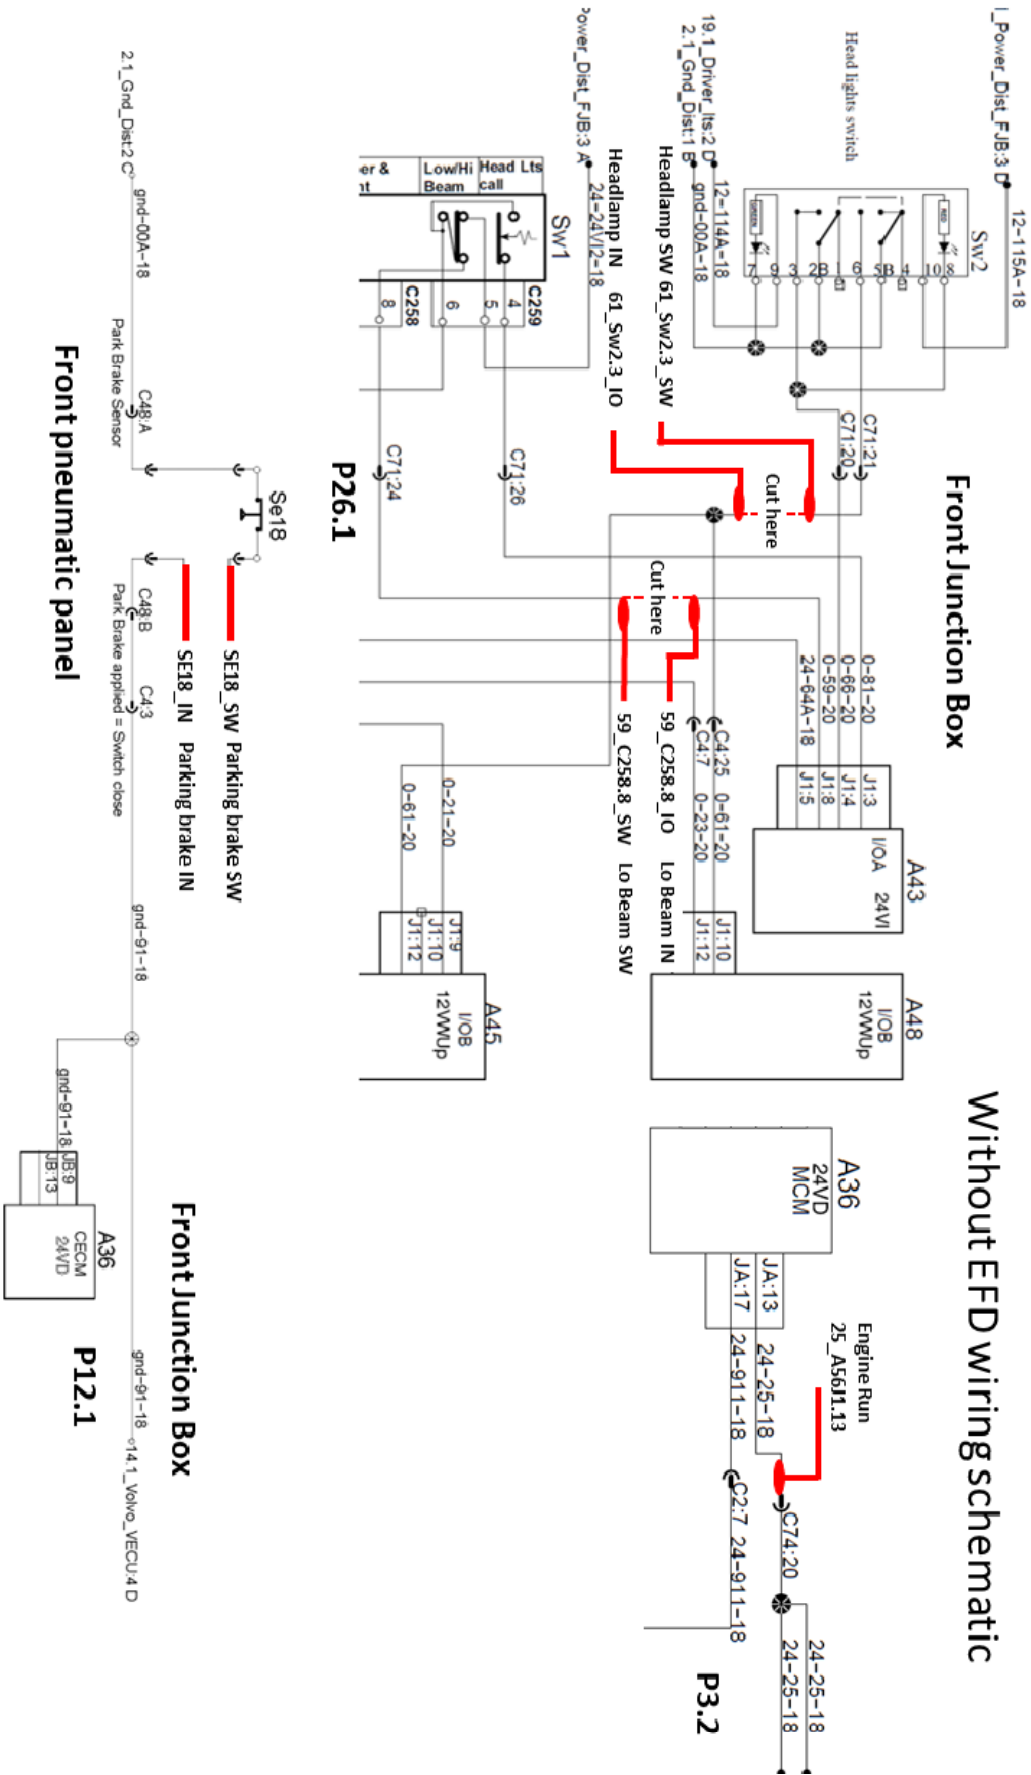 Without EFD wiring schematic
Front Junction Box
l_Power_Dist_FJB:3 D
12-115A-18
Head lights switch
Sw2
RED
GREEN
19.1_Driver_lts:2 D
2.1_Gnd_Dist:1 B
12=114A=18
gnd=00A-18
C71:21
C71:20
Headlamp SW 61_Sw2.3_SW
Headlamp IN 61_Sw2.3_IO
Cut here
Power_Dist_FJB:3 A
24=24VI2=18
Sw1
Head Lts
call
Low/Hi
Beam
er &
nt
C259
4
5
6
C258
8
C71:26
C71:24
P26.1
Cut here
59_C258.8_IO Lo Beam IN
59_C258.8_SW Lo Beam SW
0-81-20
0-66-20
0-59-20
24-64A-18
J1:3
J1:4
J1:8
J1:5
A43
I/OA 24VI
C4:25 0=61=20
C4:7 0-23-20
J1:10
J1:12
A48
I/OB
12VWUp
0-21-20
0-61-20
J1:9
J1:10
J1:12
A45
I/OB
12VWUp
A36
24VD
MCM
JA:13
JA:17
24-25-18
24-911-18
Engine Run
25_A56J1.13
C74:20
C2:7 24-911-18
24-25-18
24-25-18
P3.2
2.1_Gnd_Dist:2 C
gnd-00A-18
C48:A
Park Brake Sensor
Se18
C48:B
C4:3
Park Brake applied = Switch close
SE18_SW Parking brake SW
SE18_IN Parking brake IN
Front pneumatic panel
gnd-91-18
gnd-91-18
JB:9
JB:13
A36
CECM
24VD
Front Junction Box
P12.1
gnd-91-18
14.1_Volvo_VECU:4 D